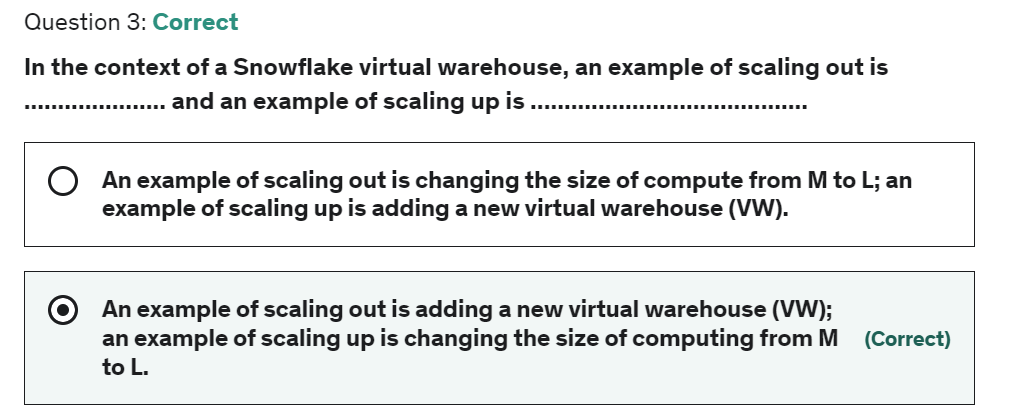 Question 3: Correct
In the context of a Snowflake virtual warehouse, an example of scaling out is
..................... and an example of scaling up is .........................................
An example of scaling out is changing the size of compute from M to L; an
example of scaling up is adding a new virtual warehouse (VW).
An example of scaling out is adding a new virtual warehouse (VW);
an example of scaling up is changing the size of computing from M (Correct)
to L.